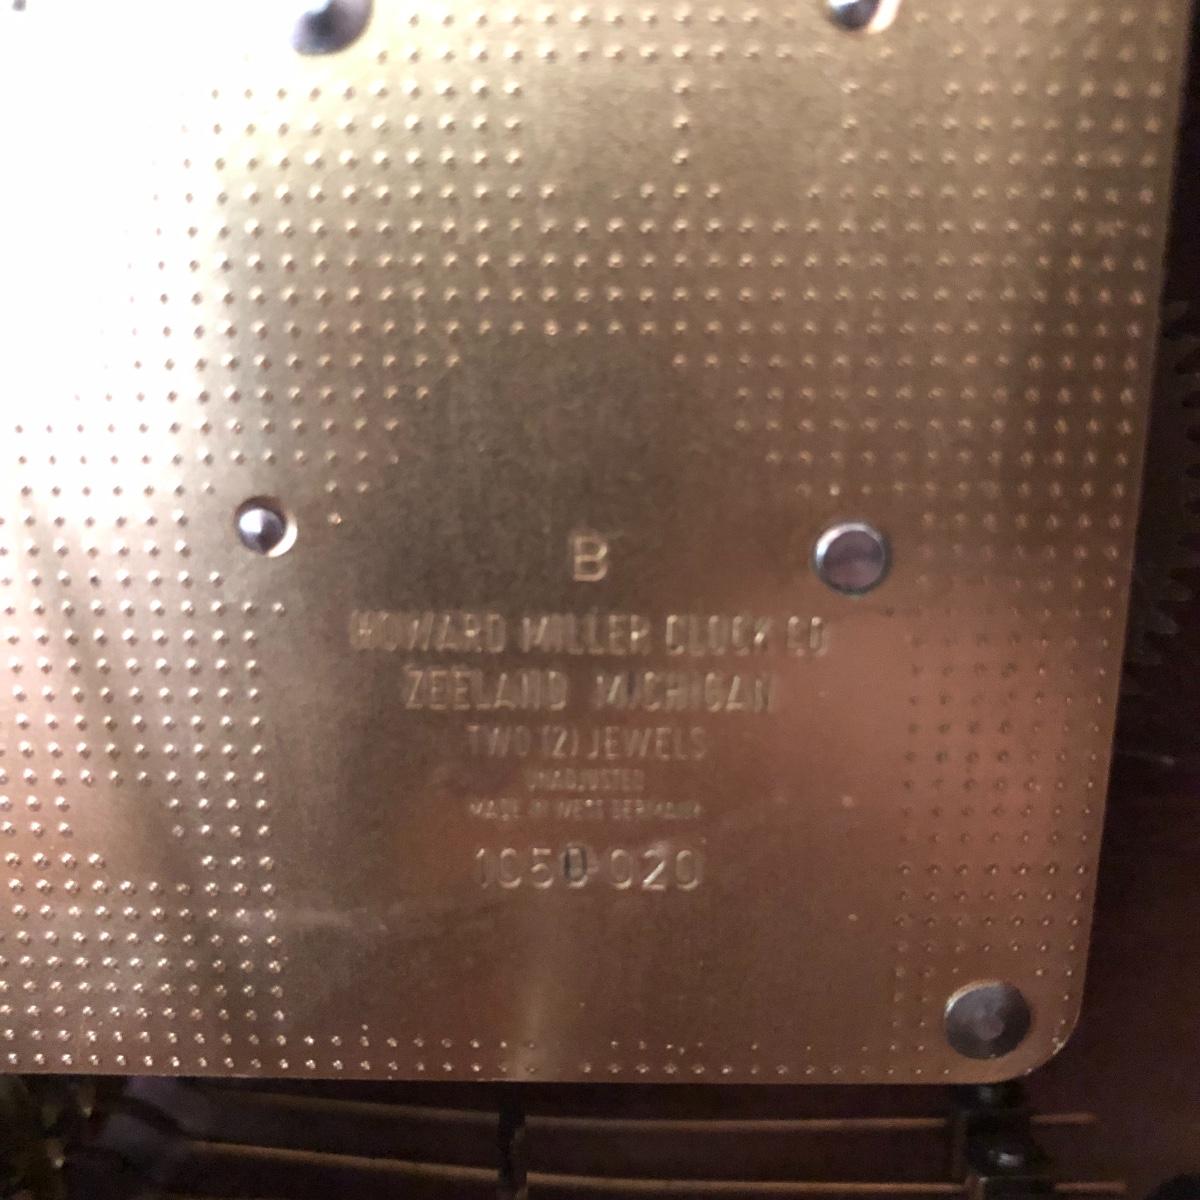 B
HOWARD MILLER CLOCK CO
ZEELAND MICHIGAN
TWO (2) JEWELS
UNADJUSTED
MADE IN WEST GERMANY
1050-020